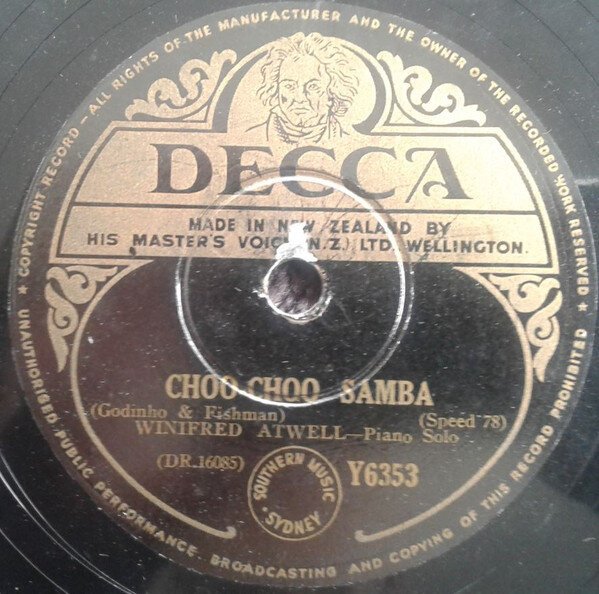 ★ COPYRIGHT RECORD – ALL RIGHTS OF THE MANUFACTURER AND THE OWNER OF THE RECORDED WORK RESERVED ★
DECCA
MADE IN NEW ZEALAND BY
HIS MASTER'S VOICE (N.Z.) LTD. WELLINGTON.
CHOO CHOO SAMBA
(Godinho & Fishman) (Speed 78)
WINIFRED ATWELL—Piano Solo
(DR.16085) Y6353
SOUTHERN MUSIC
· SYDNEY ·
UNAUTHORISED PUBLIC PERFORMANCE, BROADCASTING AND COPYING OF THIS RECORD PROHIBITED